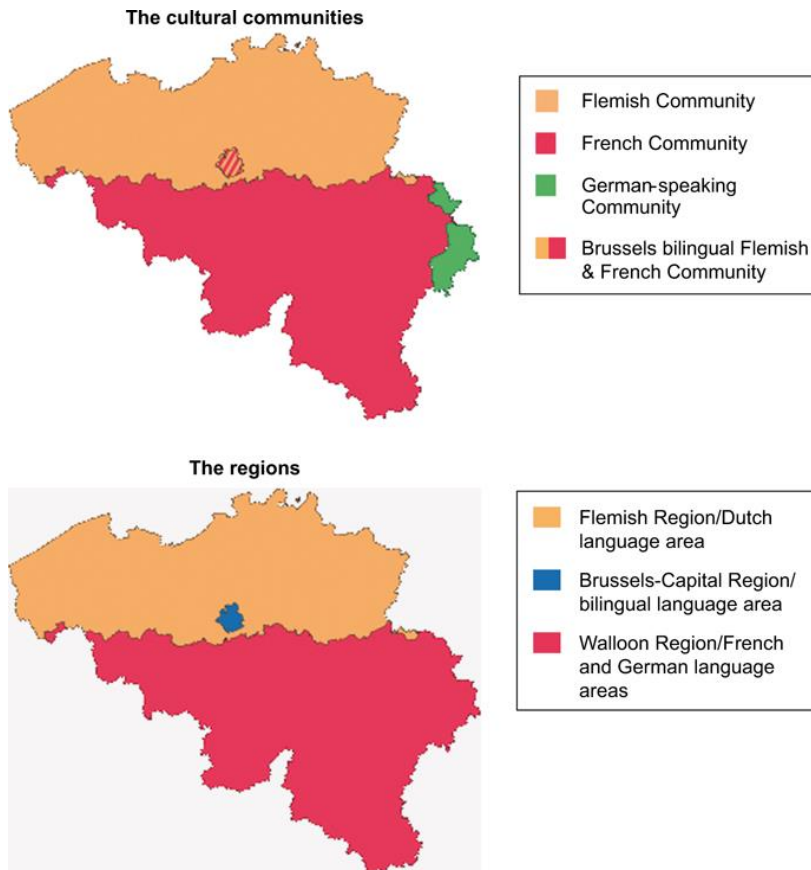 The cultural communities
Flemish Community
French Community
German-speaking
Community
Brussels bilingual Flemish
& French Community
The regions
Flemish Region/Dutch
language area
Brussels-Capital Region/
bilingual language area
Walloon Region/French
and German language
areas